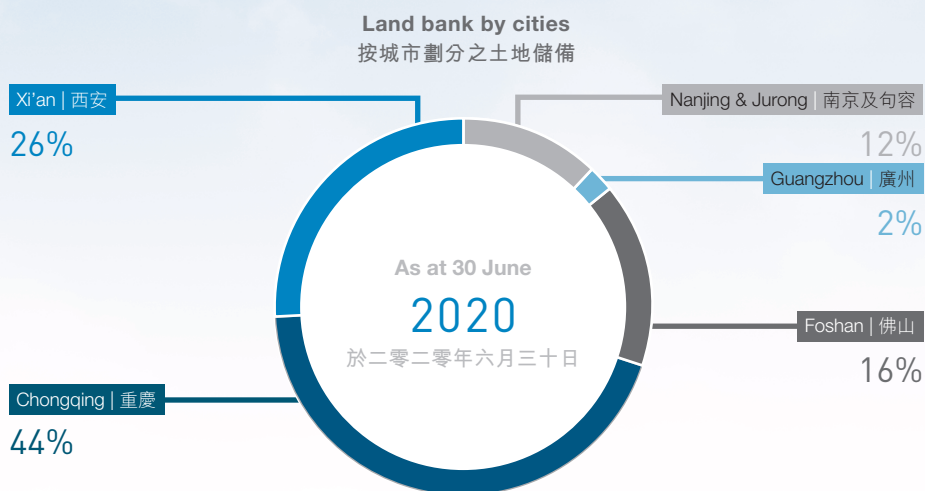 Land bank by cities
按城市劃分之土地儲備
Xi'an | 西安
26%
Nanjing & Jurong | 南京及句容
12%
Guangzhou | 廣州
2%
As at 30 June
2020
於二零二零年六月三十日
Foshan | 佛山
16%
Chongqing | 重慶
44%